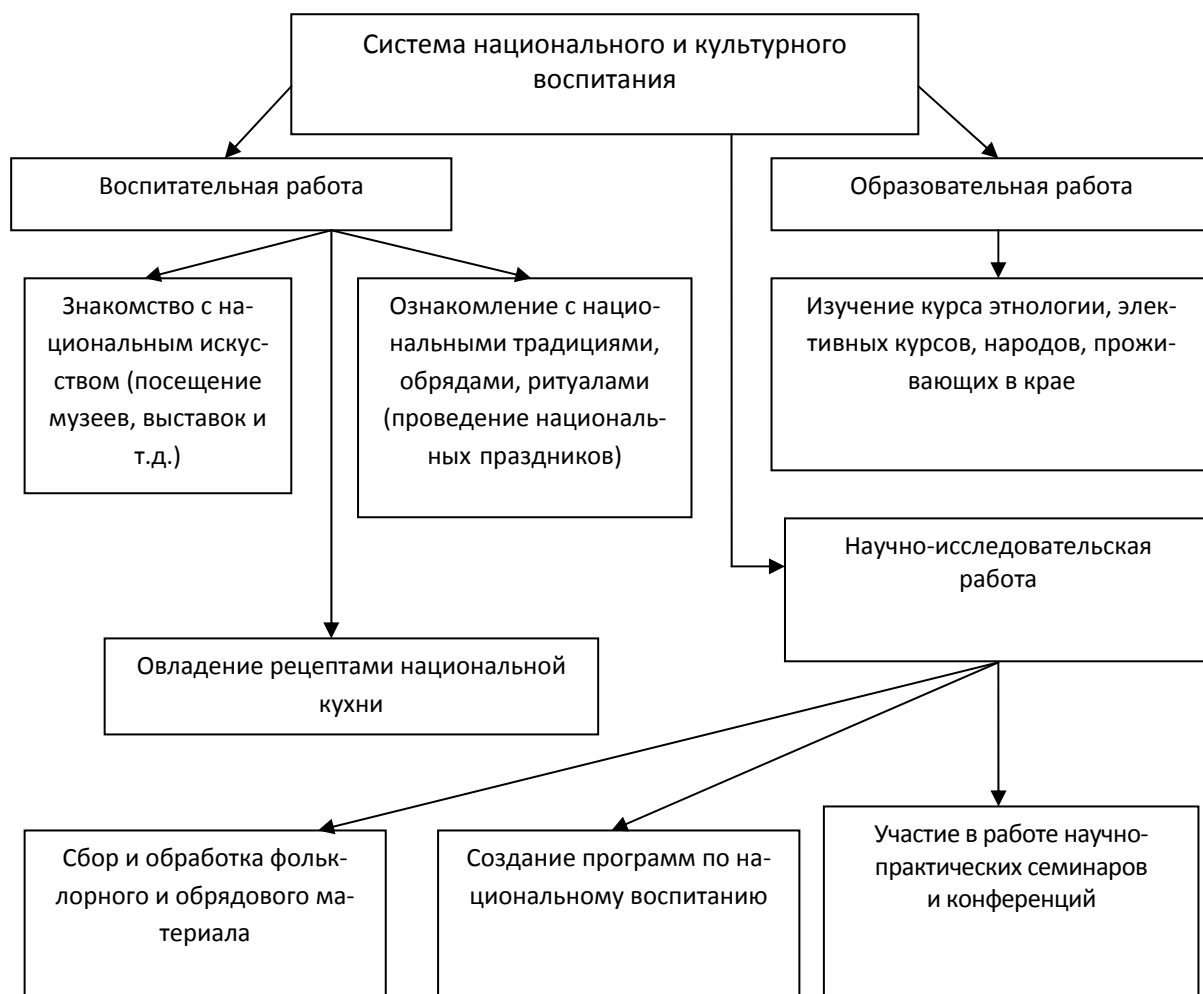 Система национального и культурного
воспитания
Воспитательная работа
Образовательная работа
Знакомство с на-
циональным искус-
ством (посещение
музеев, выставок и
т.д.)
Ознакомление с нацио-
нальными традициями,
обрядами, ритуалами
(проведение националь-
ных праздников)
Изучение курса этнологии, элек-
тивных курсов, народов, прожи-
вающих в крае
Научно-исследовательская
работа
Овладение рецептами национальной
кухни
Сбор и обработка фольк-
лорного и обрядового ма-
териала
Создание программ по на-
циональному воспитанию
Участие в работе научно-
практических семинаров
и конференций